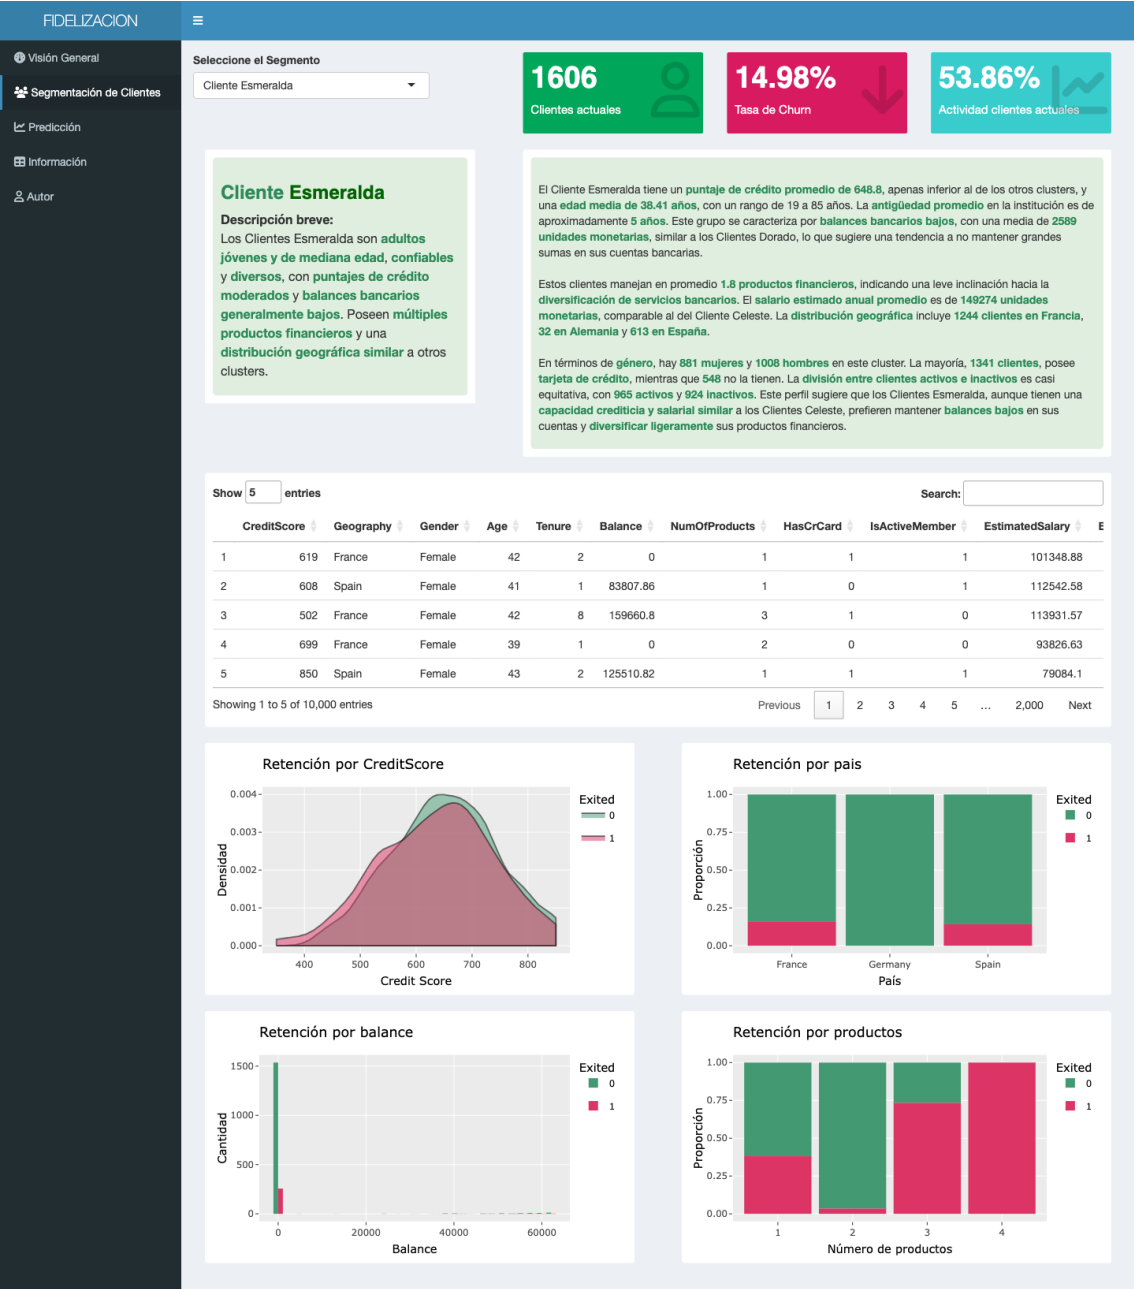 FIDELIZACION
Visión General
Segmentación de Clientes
Predicción
Información
Autor
Seleccione el Segmento
Cliente Esmeralda
1606
Clientes actuales
14.98%
Tasa de Churn
53.86%
Actividad clientes actuales
Cliente Esmeralda
Descripción breve:
Los Clientes Esmeralda son adultos
jóvenes y de mediana edad, confiables
y diversos, con puntajes de crédito
moderados y balances bancarios
generalmente bajos. Poseen múltiples
productos financieros y una
distribución geográfica similar a otros
clusters.
El Cliente Esmeralda tiene un puntaje de crédito promedio de 648.8, apenas inferior al de los otros clusters, y
una edad media de 38.41 años, con un rango de 19 a 85 años. La antigüedad promedio en la institución es de
aproximadamente 5 años. Este grupo se caracteriza por balances bancarios bajos, con una media de 2589
unidades monetarias, similar a los Clientes Dorado, lo que sugiere una tendencia a no mantener grandes
sumas en sus cuentas bancarias.
Estos clientes manejan en promedio 1.8 productos financieros, indicando una leve inclinación hacia la
diversificación de servicios bancarios. El salario estimado anual promedio es de 149274 unidades
monetarias, comparable al del Cliente Celeste. La distribución geográfica incluye 1244 clientes en Francia,
32 en Alemania y 613 en España.
En términos de género, hay 881 mujeres y 1008 hombres en este cluster. La mayoría, 1341 clientes, posee
tarjeta de crédito, mientras que 548 no la tienen. La división entre clientes activos e inactivos es casi
equitativa, con 965 activos y 924 inactivos. Este perfil sugiere que los Clientes Esmeralda, aunque tienen una
capacidad crediticia y salarial similar a los Clientes Celeste, prefieren mantener balances bajos en sus
cuentas y diversificar ligeramente sus productos financieros.
Show 5 entries
Search:
CreditScore Geography Gender Age Tenure Balance NumOfProducts HasCrCard IsActiveMember EstimatedSalary E
1 619 France Female 42 2 0 1 1 1 101348.88
2 608 Spain Female 41 1 83807.86 1 0 1 112542.58
3 502 France Female 42 8 159660.8 3 1 0 113931.57
4 699 France Female 39 1 0 2 0 0 93826.63
5 850 Spain Female 43 2 125510.82 1 1 1 79084.1
Showing 1 to 5 of 10,000 entries
Previous 1 2 3 4 5 … 2,000 Next
Retención por CreditScore
Exited
0
1
0.004
0.003
0.002
0.001
0.000
Densidad
400 500 600 700 800
Credit Score
Retención por pais
Exited
0
1
1.00
0.75
0.50
0.25
0.00
Proporción
France Germany Spain
País
Retención por balance
Exited
0
1
1500
1000
500
0
Cantidad
0 20000 40000 60000
Balance
Retención por productos
Exited
0
1
1.00
0.75
0.50
0.25
0.00
Proporción
1 2 3 4
Número de productos